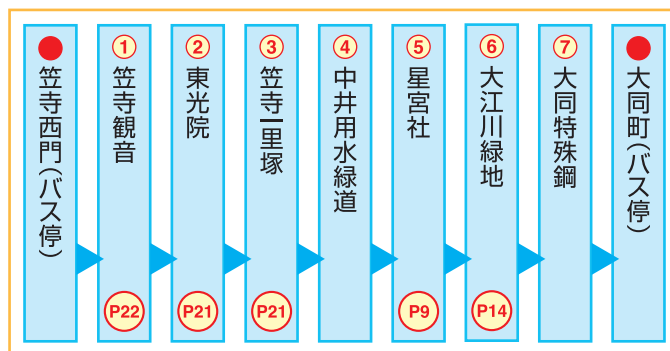 笠寺西門(バス停)
1
笠寺観音
P22
2
東光院
P21
3
笠寺一里塚
P21
4
中井用水緑道
5
星宮社
P9
6
大江川緑地
P14
7
大同特殊鋼
大同町(バス停)